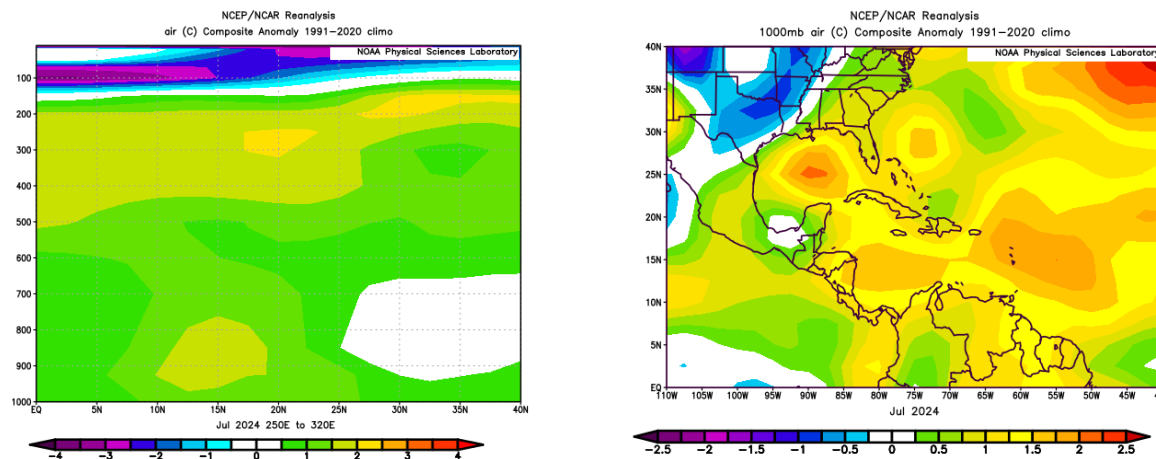 NCEP/NCAR Reanalysis
air (C) Composite Anomaly 1991-2020 climo
NOAA Physical Sciences Laboratory
100
200
300
400
500
600
700
800
900
1000
EQ 5N 10N 15N 20N 25N 30N 35N 40N
Jul 2024 250E to 320E
-4 -3 -2 -1 0 1 2 3 4
NCEP/NCAR Reanalysis
1000mb air (C) Composite Anomaly 1991-2020 climo
NOAA Physical Sciences Laboratory
40N
35N
30N
25N
20N
15N
10N
5N
EQ
110W 105W 100W 95W 90W 85W 80W 75W 70W 65W 60W 55W 50W 45W
Jul 2024
-2.5 -2 -1.5 -1 -0.5 0 0.5 1 1.5 2 2.5